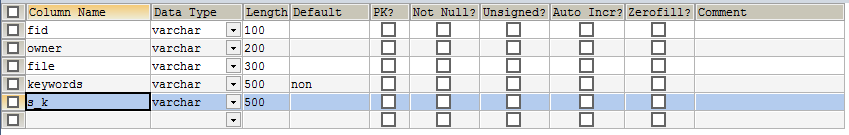 Column Name Data Type Length Default PK? Not Null? Unsigned? Auto Incr? Zerofill? Comment
fid varchar 100
owner varchar 200
file varchar 300
keywords varchar 500 non
s_k varchar 500